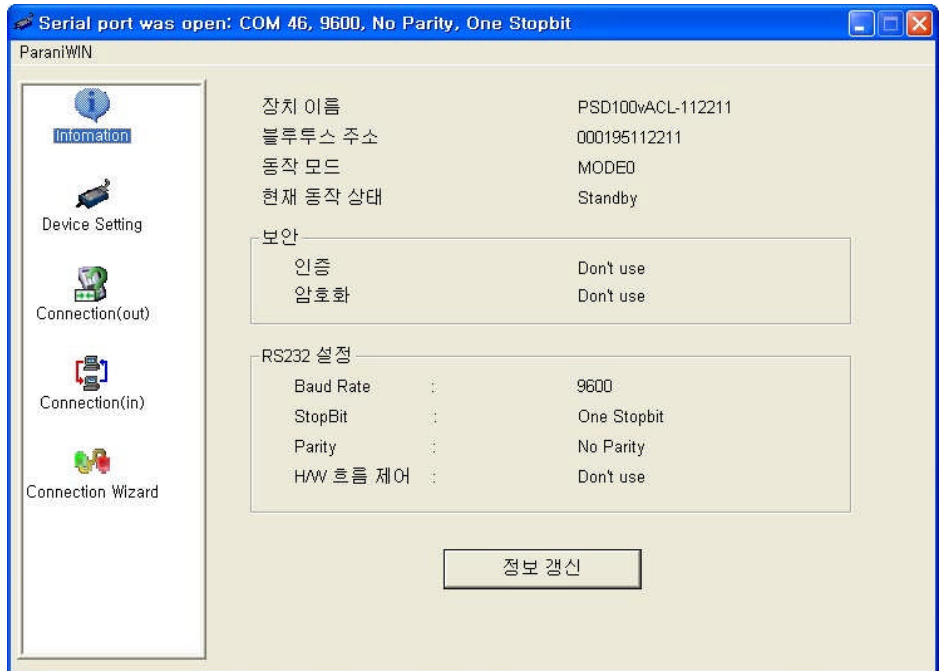 Serial port was open: COM 46, 9600, No Parity, One Stopbit
ParaniWIN
Infomation
Device Setting
Connection(out)
Connection(in)
Connection Wizard
장치 이름 PSD100vACL-112211
블루투스 주소 000195112211
동작 모드 MODE0
현재 동작 상태 Standby
보안
인증 Don't use
암호화 Don't use
RS232 설정
Baud Rate : 9600
StopBit : One Stopbit
Parity : No Parity
H/W 흐름 제어 : Don't use
정보 갱신